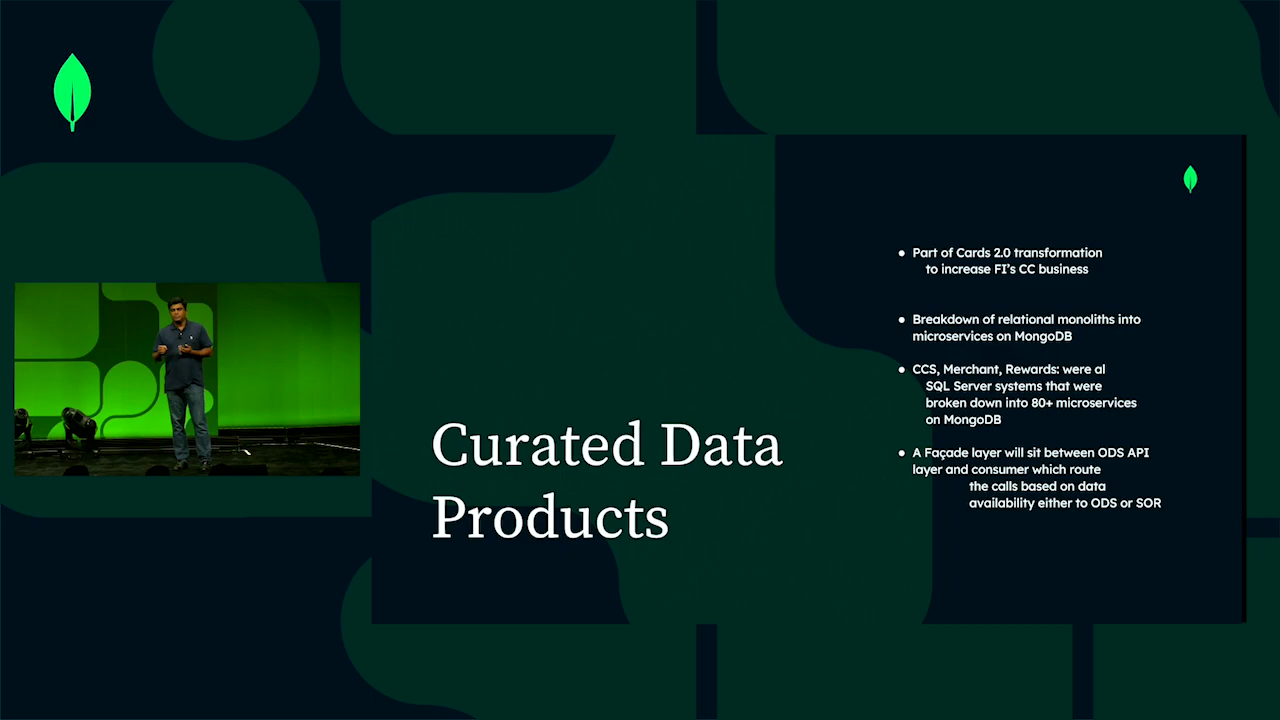 Curated Data
Products
• Part of Cards 2.0 transformation
to increase FI's CC business
• Breakdown of relational monoliths into
microservices on MongoDB
• CCS, Merchant, Rewards: were al
SQL Server systems that were
broken down into 80+ microservices
on MongoDB
• A Façade layer will sit between ODS API
layer and consumer which route
the calls based on data
availability either to ODS or SOR